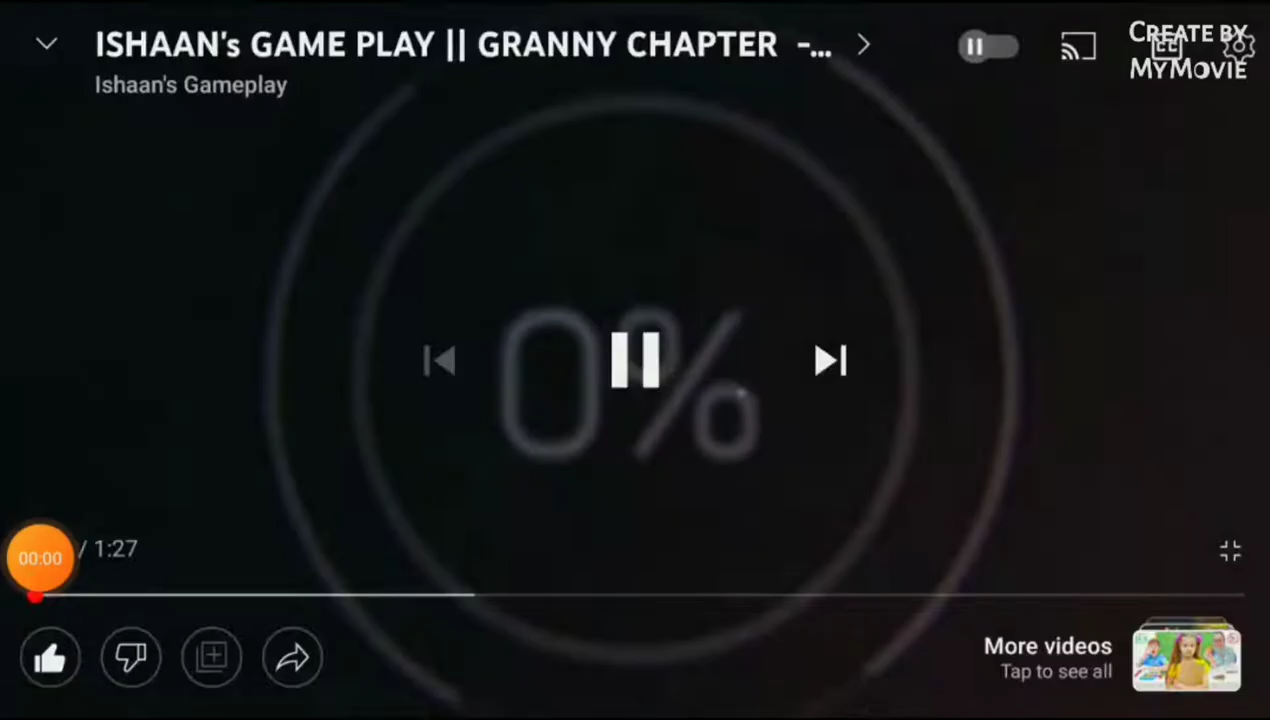 ISHAAN's GAME PLAY || GRANNY CHAPTER -...
Ishaan's Gameplay
CREATE BY
MYMOVIE
0%
00:00
/ 1:27
More videos
Tap to see all